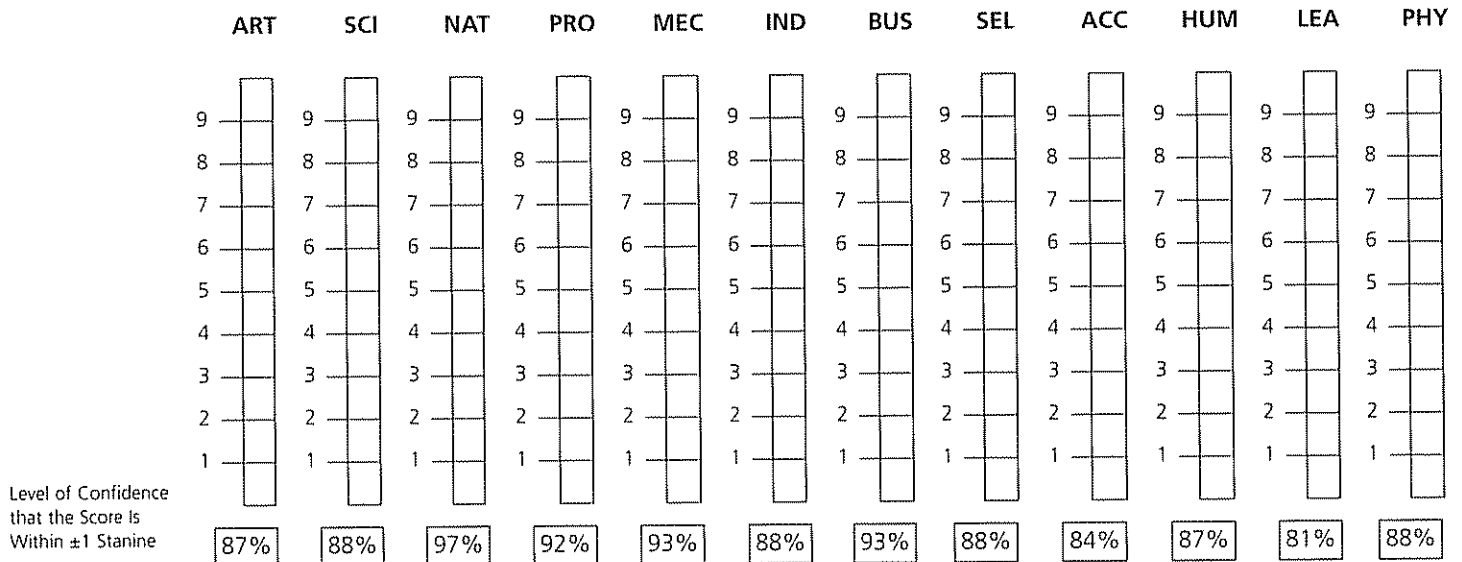 ART SCI NAT PRO MEC IND BUS SEL ACC HUM LEA PHY
9 9 9 9 9 9 9 9 9 9 9 9
8 8 8 8 8 8 8 8 8 8 8 8
7 7 7 7 7 7 7 7 7 7 7 7
6 6 6 6 6 6 6 6 6 6 6 6
5 5 5 5 5 5 5 5 5 5 5 5
4 4 4 4 4 4 4 4 4 4 4 4
3 3 3 3 3 3 3 3 3 3 3 3
2 2 2 2 2 2 2 2 2 2 2 2
1 1 1 1 1 1 1 1 1 1 1 1
Level of Confidence
that the Score Is
Within ±1 Stanine
87% 88% 97% 92% 93% 88% 93% 88% 84% 87% 81% 88%